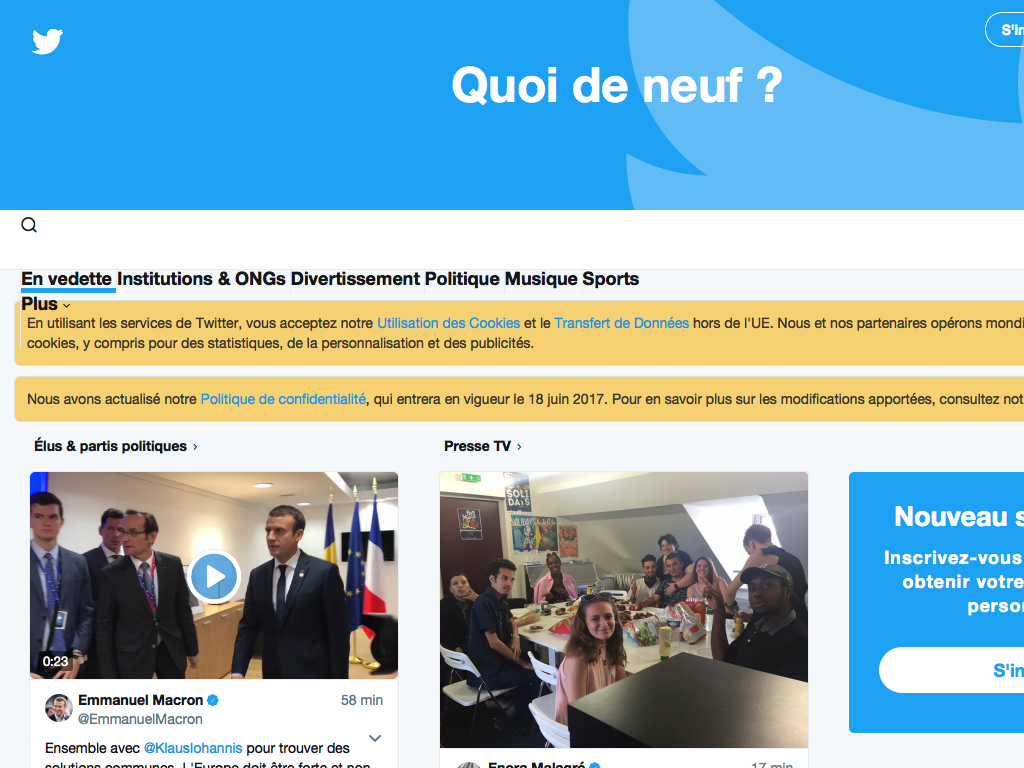 S'in
Quoi de neuf ?
En vedette Institutions & ONGs Divertissement Politique Musique Sports
Plus
En utilisant les services de Twitter, vous acceptez notre Utilisation des Cookies et le Transfert de Données hors de l'UE. Nous et nos partenaires opérons mondi
cookies, y compris pour des statistiques, de la personnalisation et des publicités.
Nous avons actualisé notre Politique de confidentialité, qui entrera en vigueur le 18 juin 2017. Pour en savoir plus sur les modifications apportées, consultez not
Élus & partis politiques
Presse TV
SOLI
DAYS
0:23
Emmanuel Macron
58 min
@EmmanuelMacron
Ensemble avec @KlausIohannis pour trouver des
solutions communes. L'Europe doit être forte et non
Enora Malagré
17 min
Nouveau s
Inscrivez-vous
obtenir votre
person
S'in